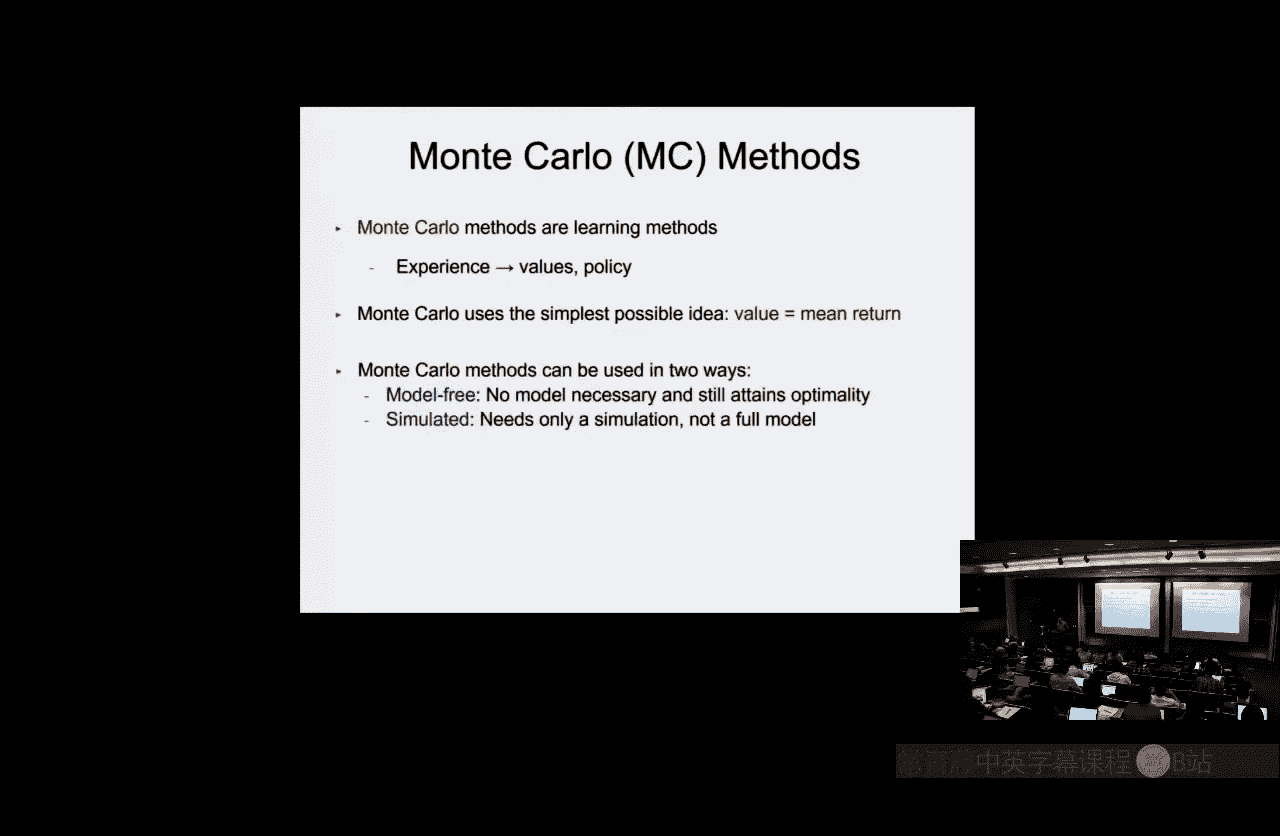 Monte Carlo (MC) Methods
▸ Monte Carlo methods are learning methods
- Experience → values, policy
▸ Monte Carlo uses the simplest possible idea: value = mean return
▸ Monte Carlo methods can be used in two ways:
- Model-free: No model necessary and still attains optimality
- Simulated: Needs only a simulation, not a full model
中英字幕课程
B站